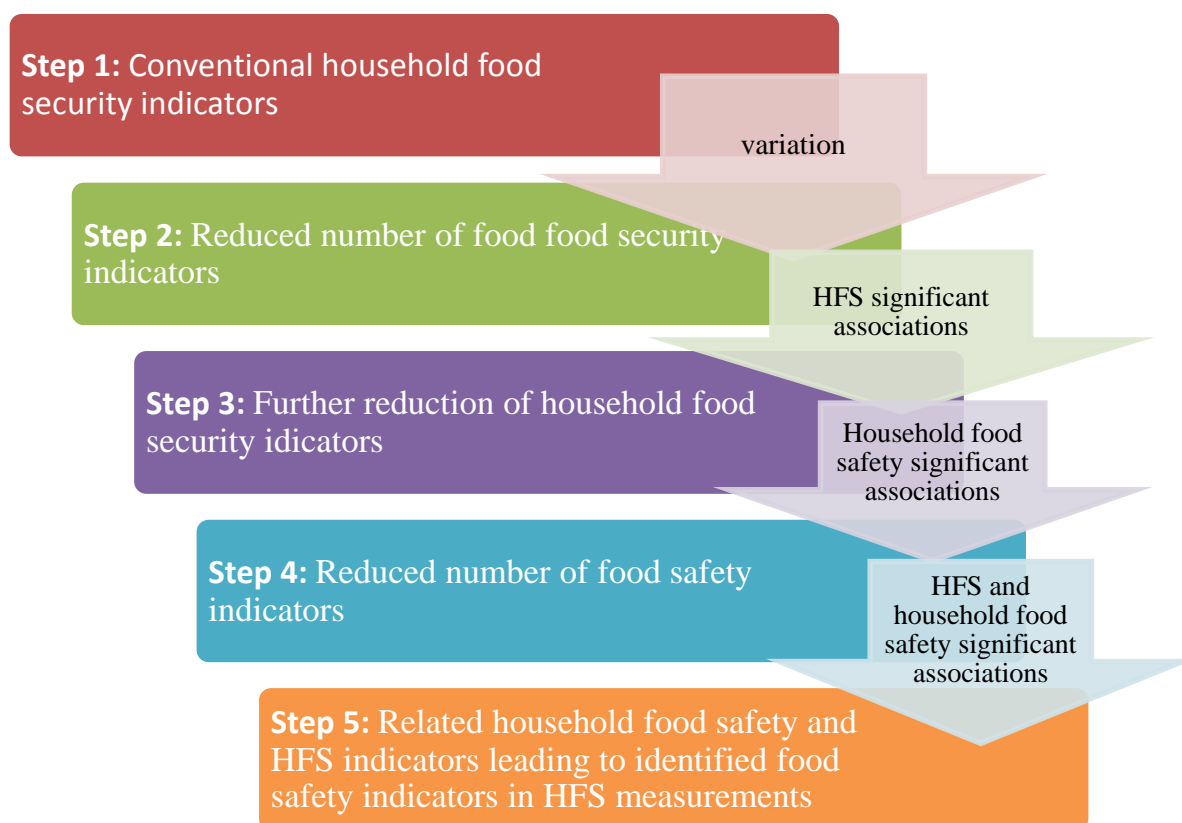 Step 1: Conventional household food
security indicators
variation
Step 2: Reduced number of food food security
indicators
HFS significant
associations
Step 3: Further reduction of household food
security idicators
Household food
safety significant
associations
Step 4: Reduced number of food safety
indicators
HFS and
household food
safety significant
associations
Step 5: Related household food safety and
HFS indicators leading to identified food
safety indicators in HFS measurements